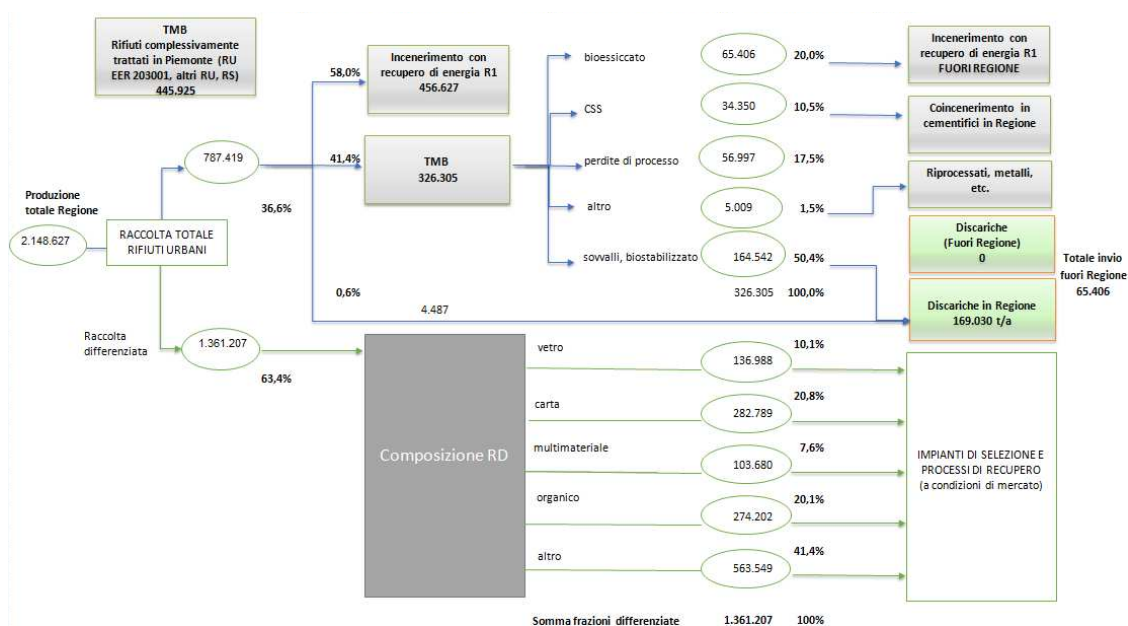 TMB
Rifiuti complessivamente
trattati in Piemonte (RU
EER 203001, altri RU, RS)
445.925
58,0%
Incenerimento con
recupero di energia R1
456.627
bioessiccato
65.406
20,0%
Incenerimento con
recupero di energia R1
FUORI REGIONE
CSS
34.350
10,5%
Coincenerimento in
cementifici in Regione
787.419
41,4%
TMB
326.305
perdite di processo
56.997
17,5%
Riprocessati, metalli,
etc.
altro
5.009
1,5%
Produzione
totale Regione
36,6%
2.148.627
RACCOLTA TOTALE
RIFIUTI URBANI
Discariche
(Fuori Regione)
0
sovvalli, biostabilizzato
164.542
50,4%
Totale invio
fuori Regione
65.406
0,6%
4.487
326.305
100,0%
Discariche in Regione
169.030 t/a
Raccolta
differenziata
1.361.207
63,4%
Composizione RD
vetro
136.988
10,1%
carta
282.789
20,8%
multimateriale
103.680
7,6%
organico
274.202
20,1%
altro
563.549
41,4%
IMPIANTI DI SELEZIONE E
PROCESSI DI RECUPERO
(a condizioni di mercato)
Somma frazioni differenziate
1.361.207
100%